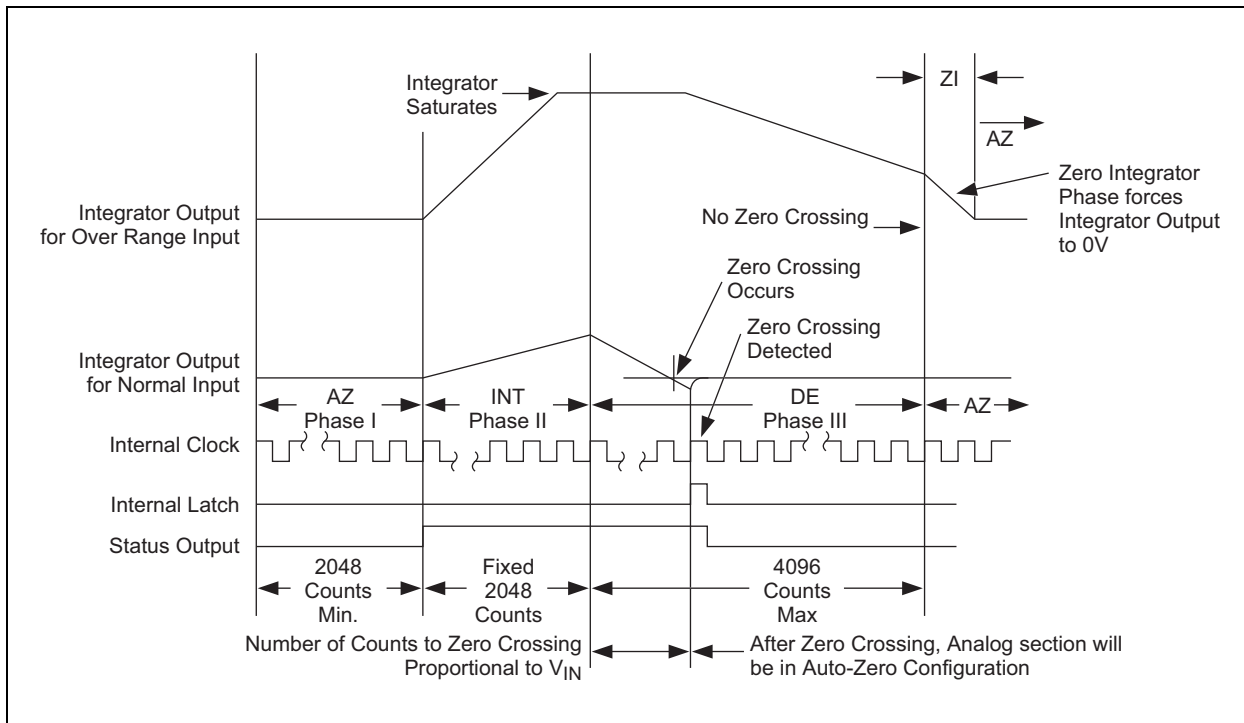 Integrator
Saturates
ZI
AZ
Zero Integrator
Phase forces
Integrator Output
to 0V
Integrator Output
for Over Range Input
No Zero Crossing
Zero Crossing
Occurs
Zero Crossing
Detected
Integrator Output
for Normal Input
AZ
Phase I
INT
Phase II
DE
Phase III
AZ
Internal Clock
Internal Latch
Status Output
2048
Counts
Min.
Fixed
2048
Counts
4096
Counts
Max
Number of Counts to Zero Crossing
Proportional to VIN
After Zero Crossing, Analog section will
be in Auto-Zero Configuration